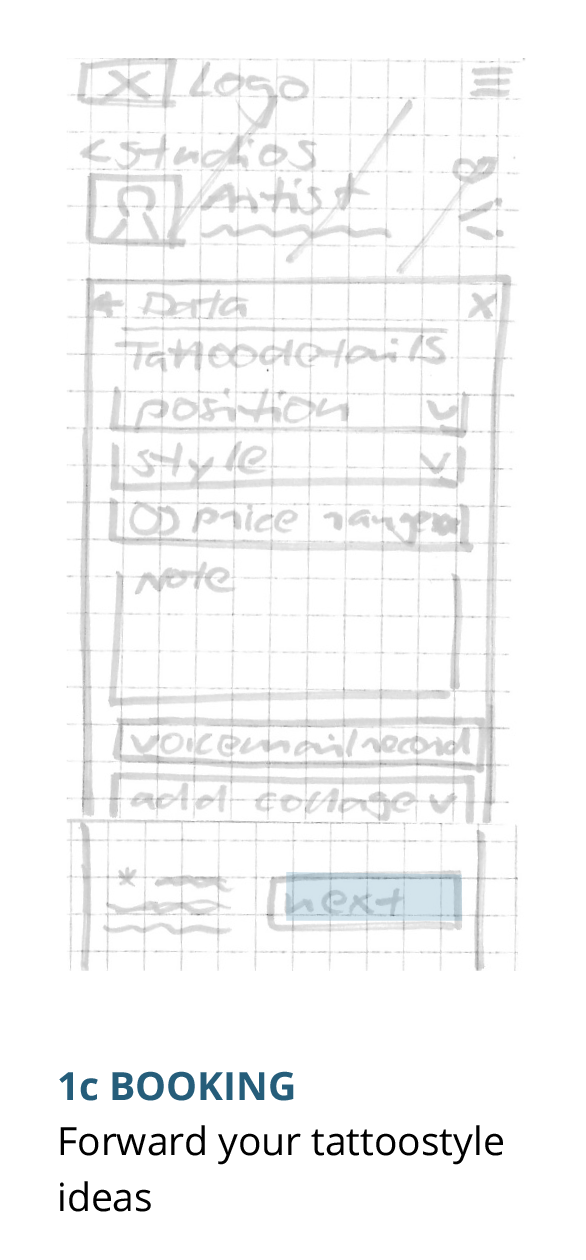 Logo
< studios
Artist
← Data X
Tattoodetails
position
style
price range
Note
voicemail record
add collage
*
next
1c BOOKING
Forward your tattoostyle
ideas